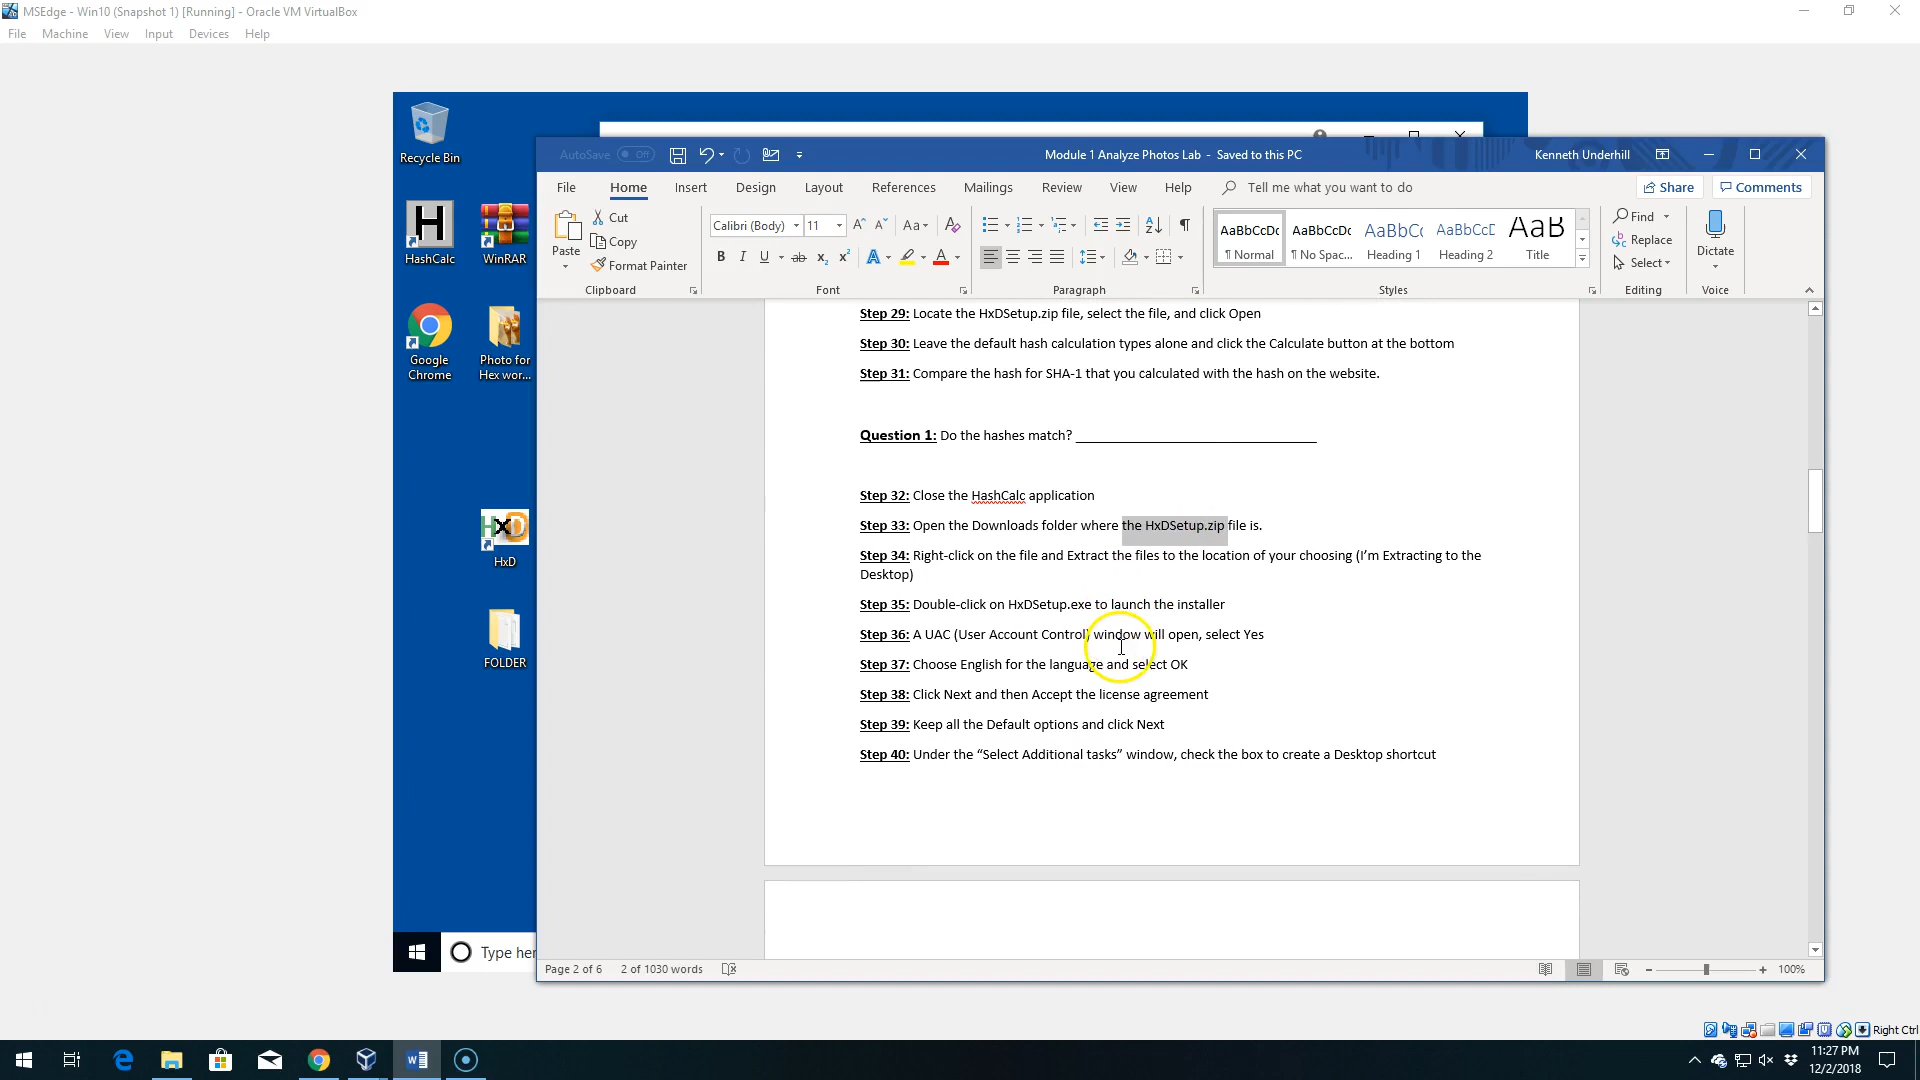 MSEdge - Win10 (Snapshot 1) [Running] - Oracle VM VirtualBox
File Machine View Input Devices Help
Recycle Bin
HashCalc
WinRAR
Google Chrome
Photo for Hex wor...
HxD
FOLDER
Type her
AutoSave Off
Module 1 Analyze Photos Lab - Saved to this PC
Kenneth Underhill
File Home Insert Design Layout References Mailings Review View Help Tell me what you want to do Share Comments
Paste
Cut
Copy
Format Painter
Clipboard
Calibri (Body) 11
Font
Paragraph
AaBbCcDc AaBbCcDc AaBbCc AaBbCcD AaB
¶ Normal ¶ No Spac... Heading 1 Heading 2 Title
Styles
Find
Replace
Select
Editing
Dictate
Voice
Step 29: Locate the HxDSetup.zip file, select the file, and click Open
Step 30: Leave the default hash calculation types alone and click the Calculate button at the bottom
Step 31: Compare the hash for SHA-1 that you calculated with the hash on the website.
Question 1: Do the hashes match? ________________________________
Step 32: Close the HashCalc application
Step 33: Open the Downloads folder where the HxDSetup.zip file is.
Step 34: Right-click on the file and Extract the files to the location of your choosing (I'm Extracting to the
Desktop)
Step 35: Double-click on HxDSetup.exe to launch the installer
Step 36: A UAC (User Account Control) window will open, select Yes
Step 37: Choose English for the language and select OK
Step 38: Click Next and then Accept the license agreement
Step 39: Keep all the Default options and click Next
Step 40: Under the “Select Additional tasks” window, check the box to create a Desktop shortcut
Page 2 of 6 2 of 1030 words
100%
Right Ctrl
11:27 PM
12/2/2018